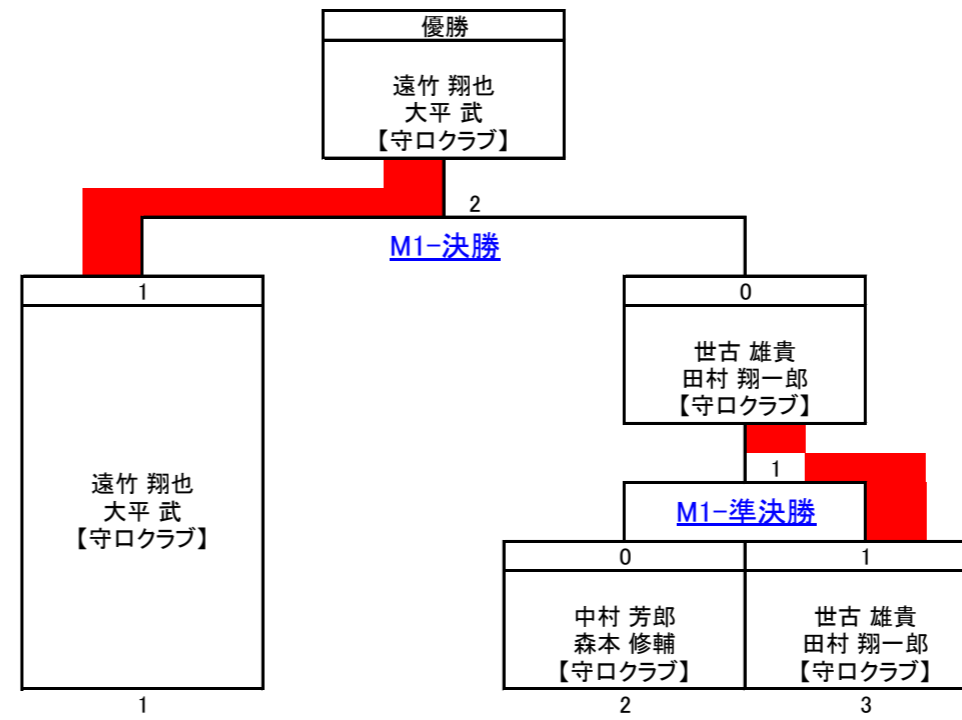 優勝
遠竹 翔也
大平 武
【守口クラブ】
2
M1-決勝
1
0
世古 雄貴
田村 翔一郎
【守口クラブ】
1
遠竹 翔也
大平 武
【守口クラブ】
M1-準決勝
0
1
中村 芳郎
森本 修輔
【守口クラブ】
世古 雄貴
田村 翔一郎
【守口クラブ】
1
2
3